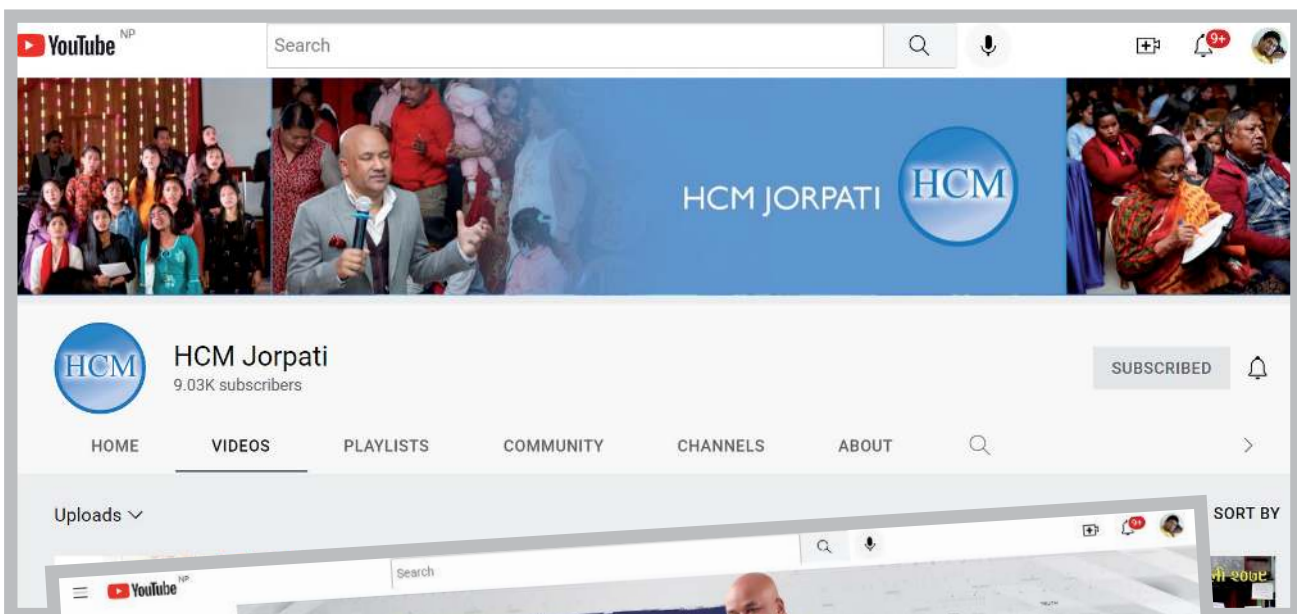 YouTube NP
Search
9+
HCM JORPATI
HCM
HCM
HCM Jorpati
9.03K subscribers
SUBSCRIBED
HOME VIDEOS PLAYLISTS COMMUNITY CHANNELS ABOUT
Uploads
SORT BY
YouTube NP
Search
9+
२०७९